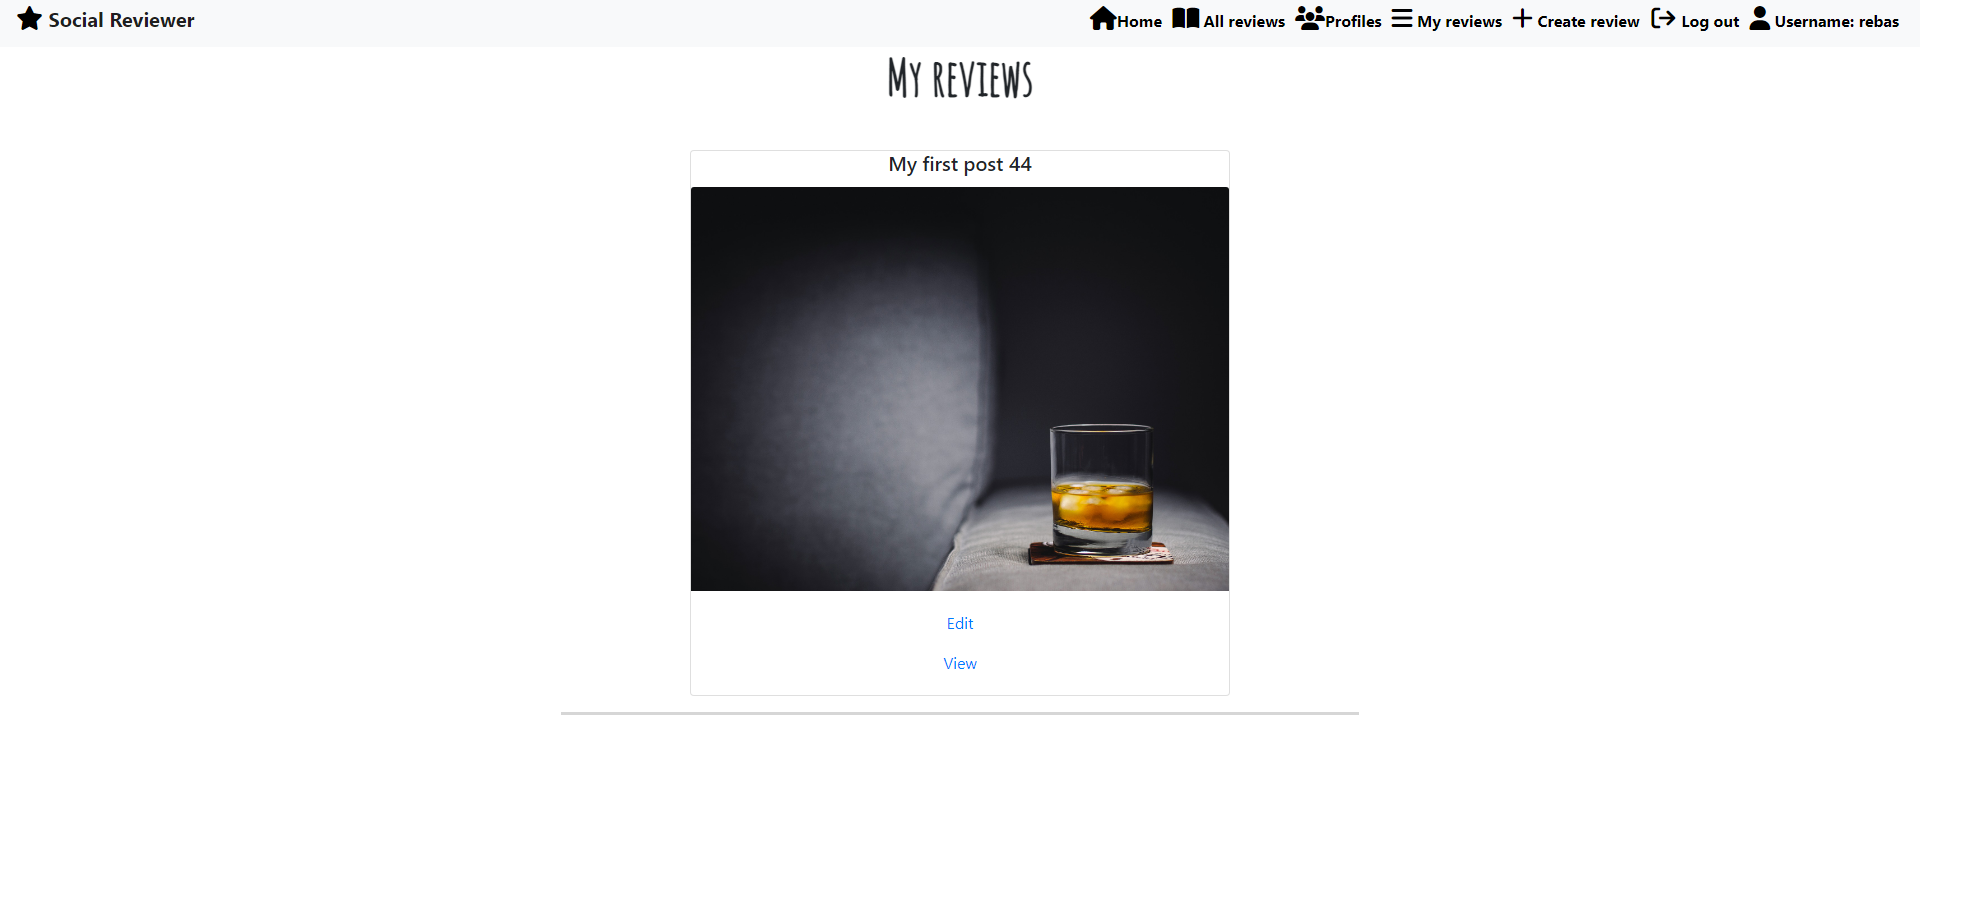 Social Reviewer
Home All reviews Profiles My reviews Create review Log out Username: rebas
My reviews
My first post 44
Edit
View